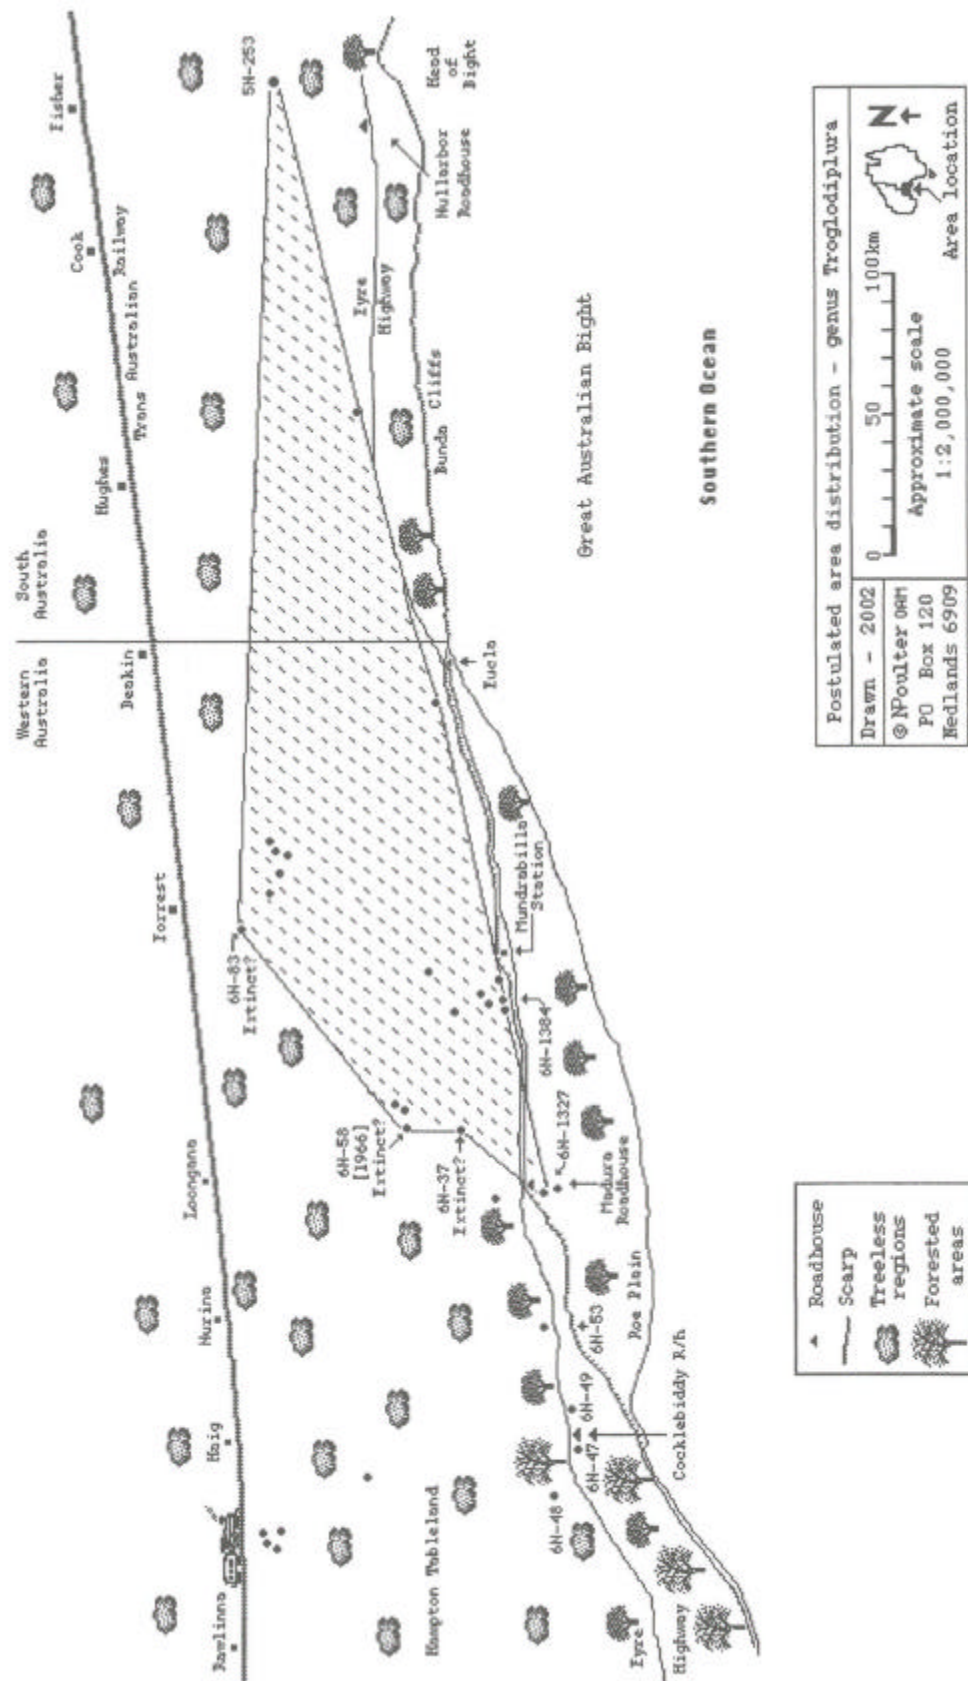 Western
Australia
South
Australia
Rawlinna
Haig
Nurina
Loongana
Forrest
Deakin
Hughes
Trans Australian Railway
Cook
Fisher
6N-83
Extinct?
6N-58
[1966]
Extinct?
6N-37
Extinct?
5N-253
Hampton Tableland
6N-48
6N-47
6N-49
6N-53
Cocklebiddy R/h
Roe Plain
Madura
Roadhouse
6N-1327
6N-1384
Mundrabilla
Station
Eucla
Bunda Cliffs
Eyre
Highway
Eyre
Highway
Nullarbor
Roadhouse
Head
of
Bight
Great Australian Bight
Southern Ocean
Roadhouse
Scarp
Treeless
regions
Forested
areas
Postulated area distribution - genus Troglodiplura
Drawn - 2002
© NPoulter OAM
PO Box 120
Nedlands 6909
0 50 100km
Approximate scale
1:2,000,000
N
Area location